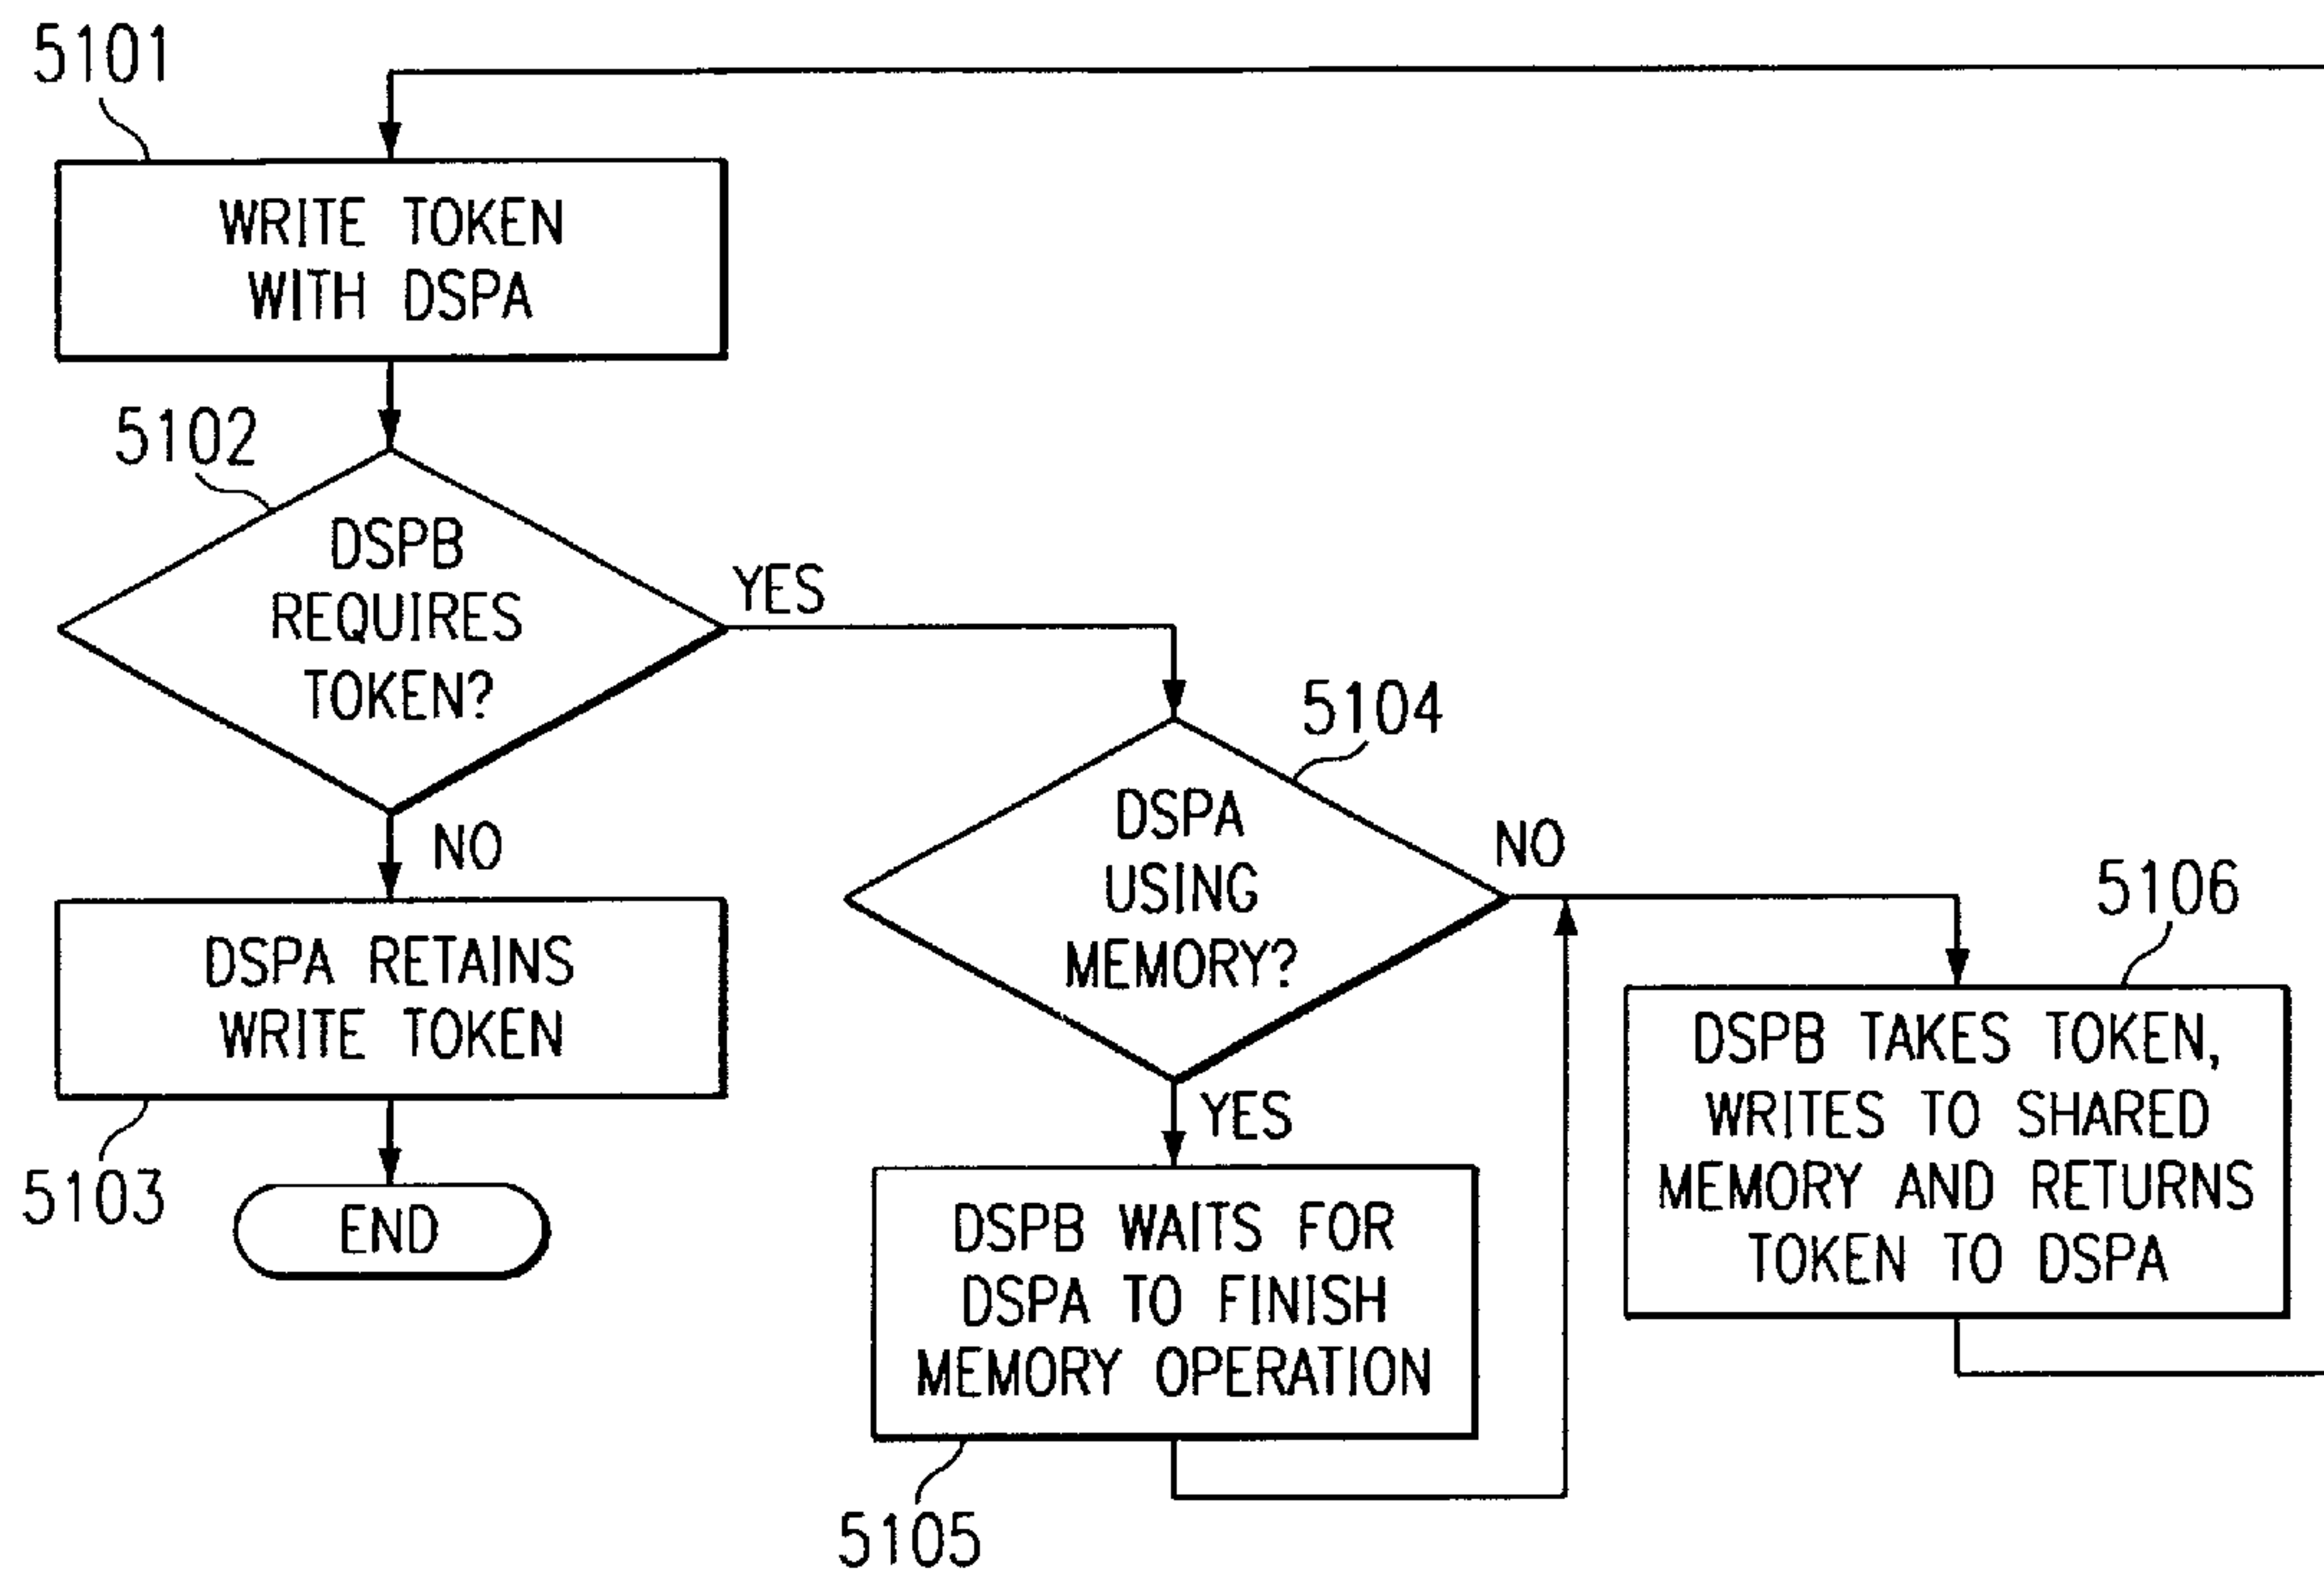 5101
WRITE TOKEN
WITH DSPA
5102
DSPB
REQUIRES
TOKEN?
YES
NO
DSPA RETAINS
WRITE TOKEN
5103
END
5104
DSPA
USING
MEMORY?
NO
YES
DSPB WAITS FOR
DSPA TO FINISH
MEMORY OPERATION
5105
5106
DSPB TAKES TOKEN,
WRITES TO SHARED
MEMORY AND RETURNS
TOKEN TO DSPA